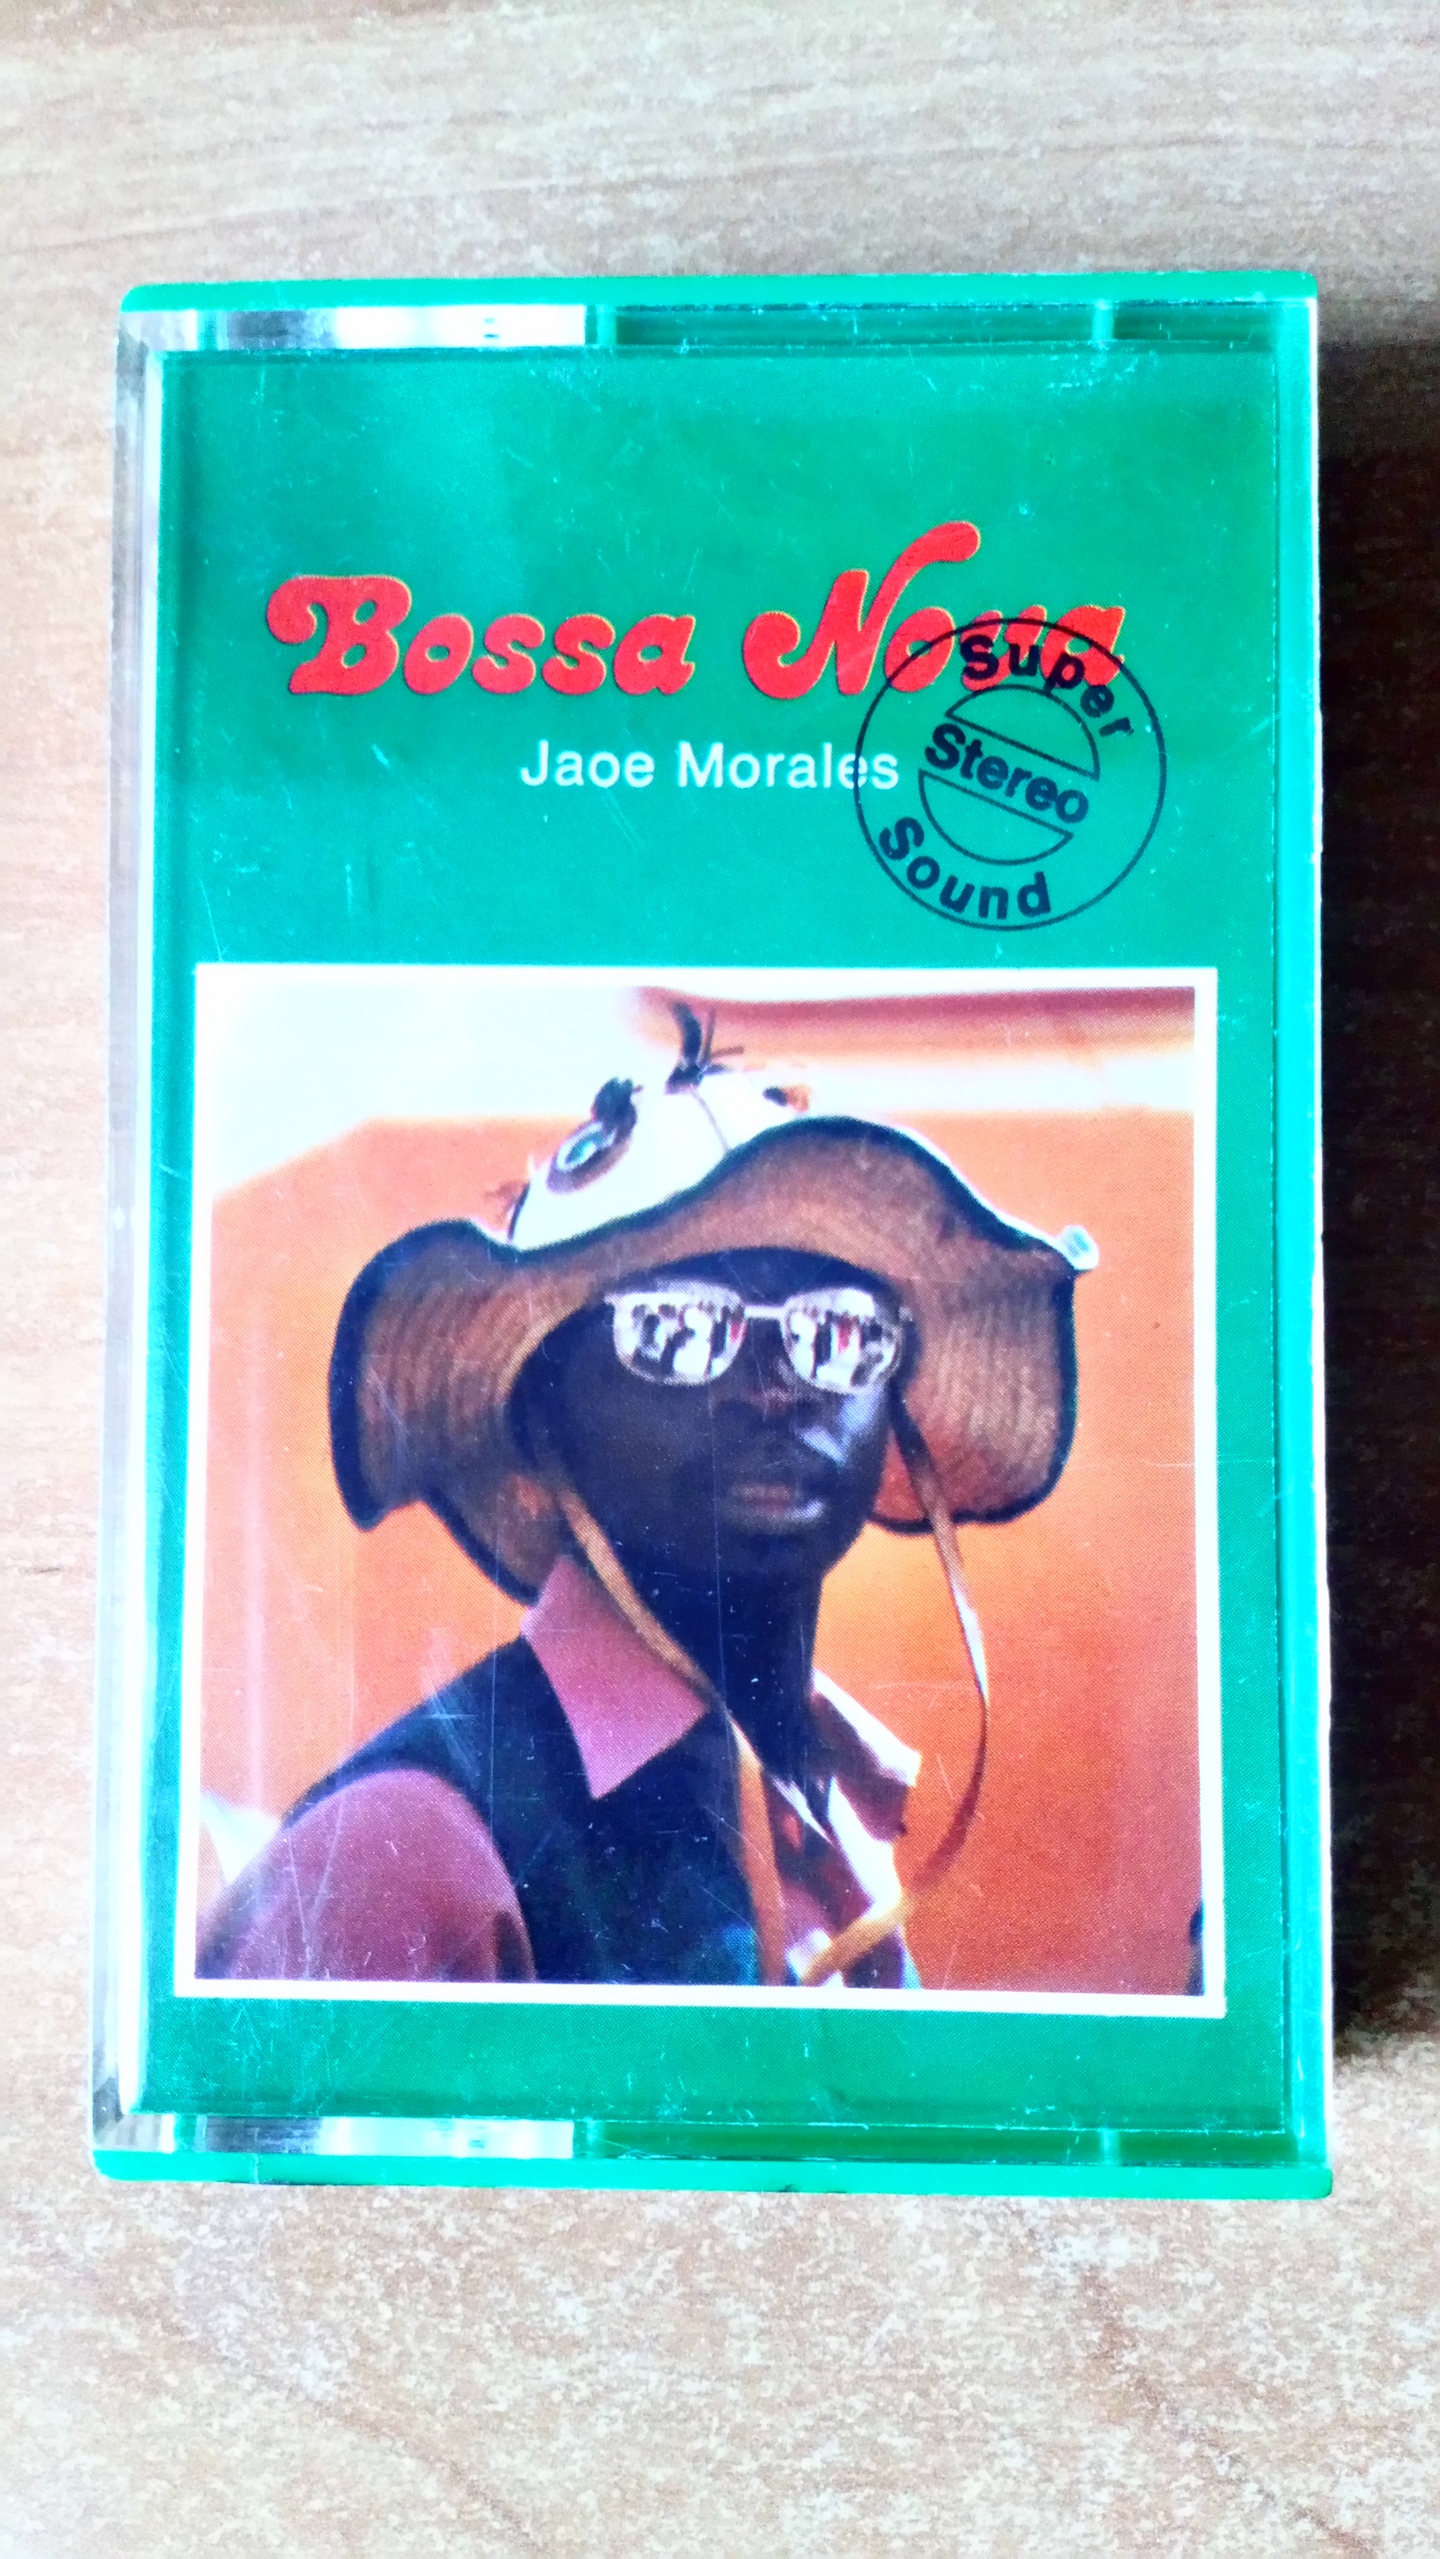 Bossa Nova
Jaoe Morales
Super
Stereo
Sound